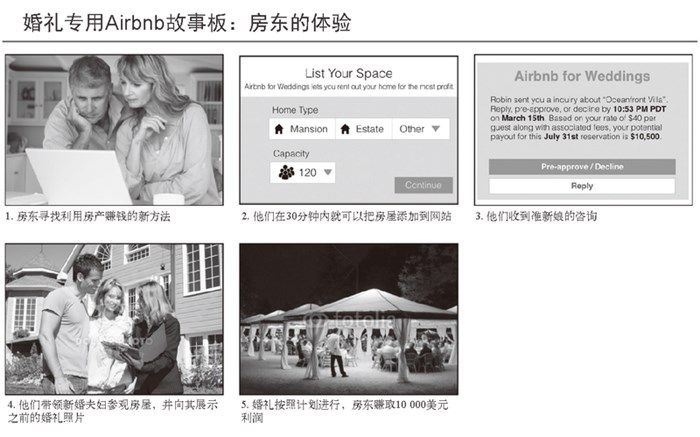 婚礼专用Airbnb故事板：房东的体验
List Your Space
Airbnb for Weddings lets you rent out your home for the most profit.
Home Type
Mansion
Estate
Other
Capacity
120
Continue
Airbnb for Weddings
Robin sent you a incuiry about "Oceanfront Villa".
Reply, pre-approve, or decline by 10:53 PM PDT
on March 15th. Based on your rate of $40 per
guest along with associated fees, your potential
payout for this July 31st reservation is $10,500.
Pre-approve / Decline
Reply
1. 房东寻找利用房产赚钱的新方法
2. 他们在30分钟内就可以把房屋添加到网站
3. 他们收到准新娘的咨询
fotolia
4. 他们带领新婚夫妇参观房屋，并向其展示
之前的婚礼照片
5. 婚礼按照计划进行，房东赚取10 000美元
利润